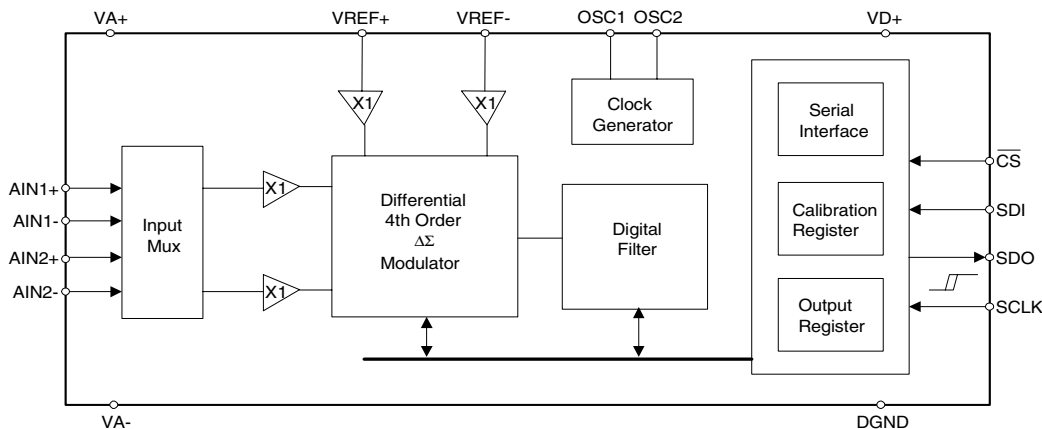 VA+
VREF+
VREF-
OSC1
OSC2
VD+
X1
X1
Clock
Generator
Serial
Interface
CS
AIN1+
AIN1-
AIN2+
AIN2-
Input
Mux
X1
X1
Differential
4th Order
ΔΣ
Modulator
Digital
Filter
Calibration
Register
SDI
SDO
Output
Register
SCLK
VA-
DGND